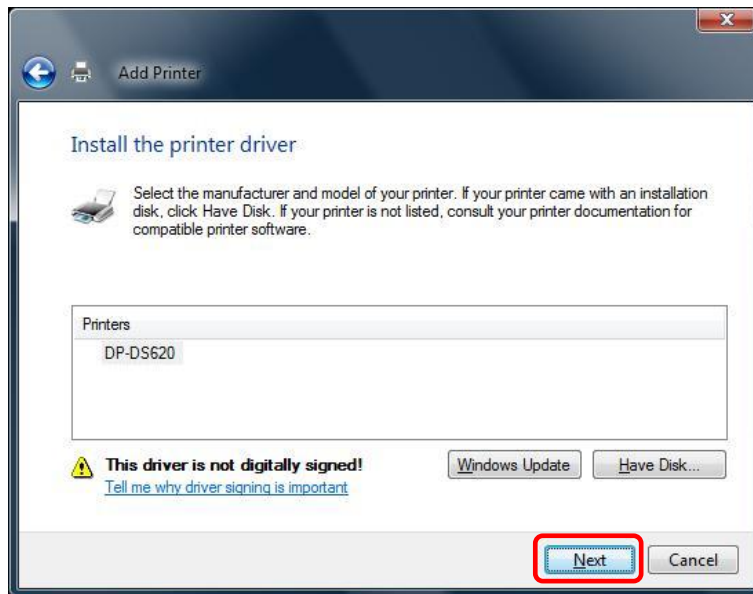 Add Printer
Install the printer driver
Select the manufacturer and model of your printer. If your printer came with an installation
disk, click Have Disk. If your printer is not listed, consult your printer documentation for
compatible printer software.
Printers
DP-DS620
This driver is not digitally signed!
Tell me why driver signing is important
Windows Update
Have Disk...
Next
Cancel